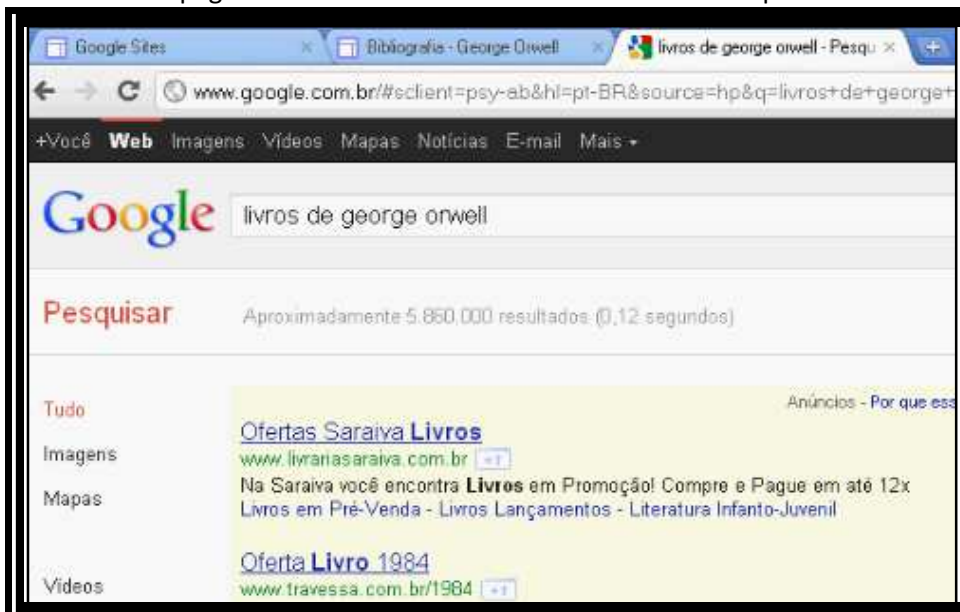 Google Sites
Bibliografia - George Orwell
livros de george orwell - Pesqu
www.google.com.br/#sclient=psy-ab&hl=pt-BR&source=hp&q=livros+de+george+
+Você Web Imagens Vídeos Mapas Notícias E-mail Mais
Google livros de george orwell
Pesquisar Aproximadamente 5.860.000 resultados (0,12 segundos)
Anúncios - Por que ess
Tudo
Ofertas Saraiva Livros
Imagens
www.livrariasaraiva.com.br +1
Na Saraiva você encontra Livros em Promoção! Compre e Pague em até 12x
Mapas
Livros em Pré-Venda - Livros Lançamentos - Literatura Infanto-Juvenil
Oferta Livro 1984
Vídeos
www.travessa.com.br/1984 +1